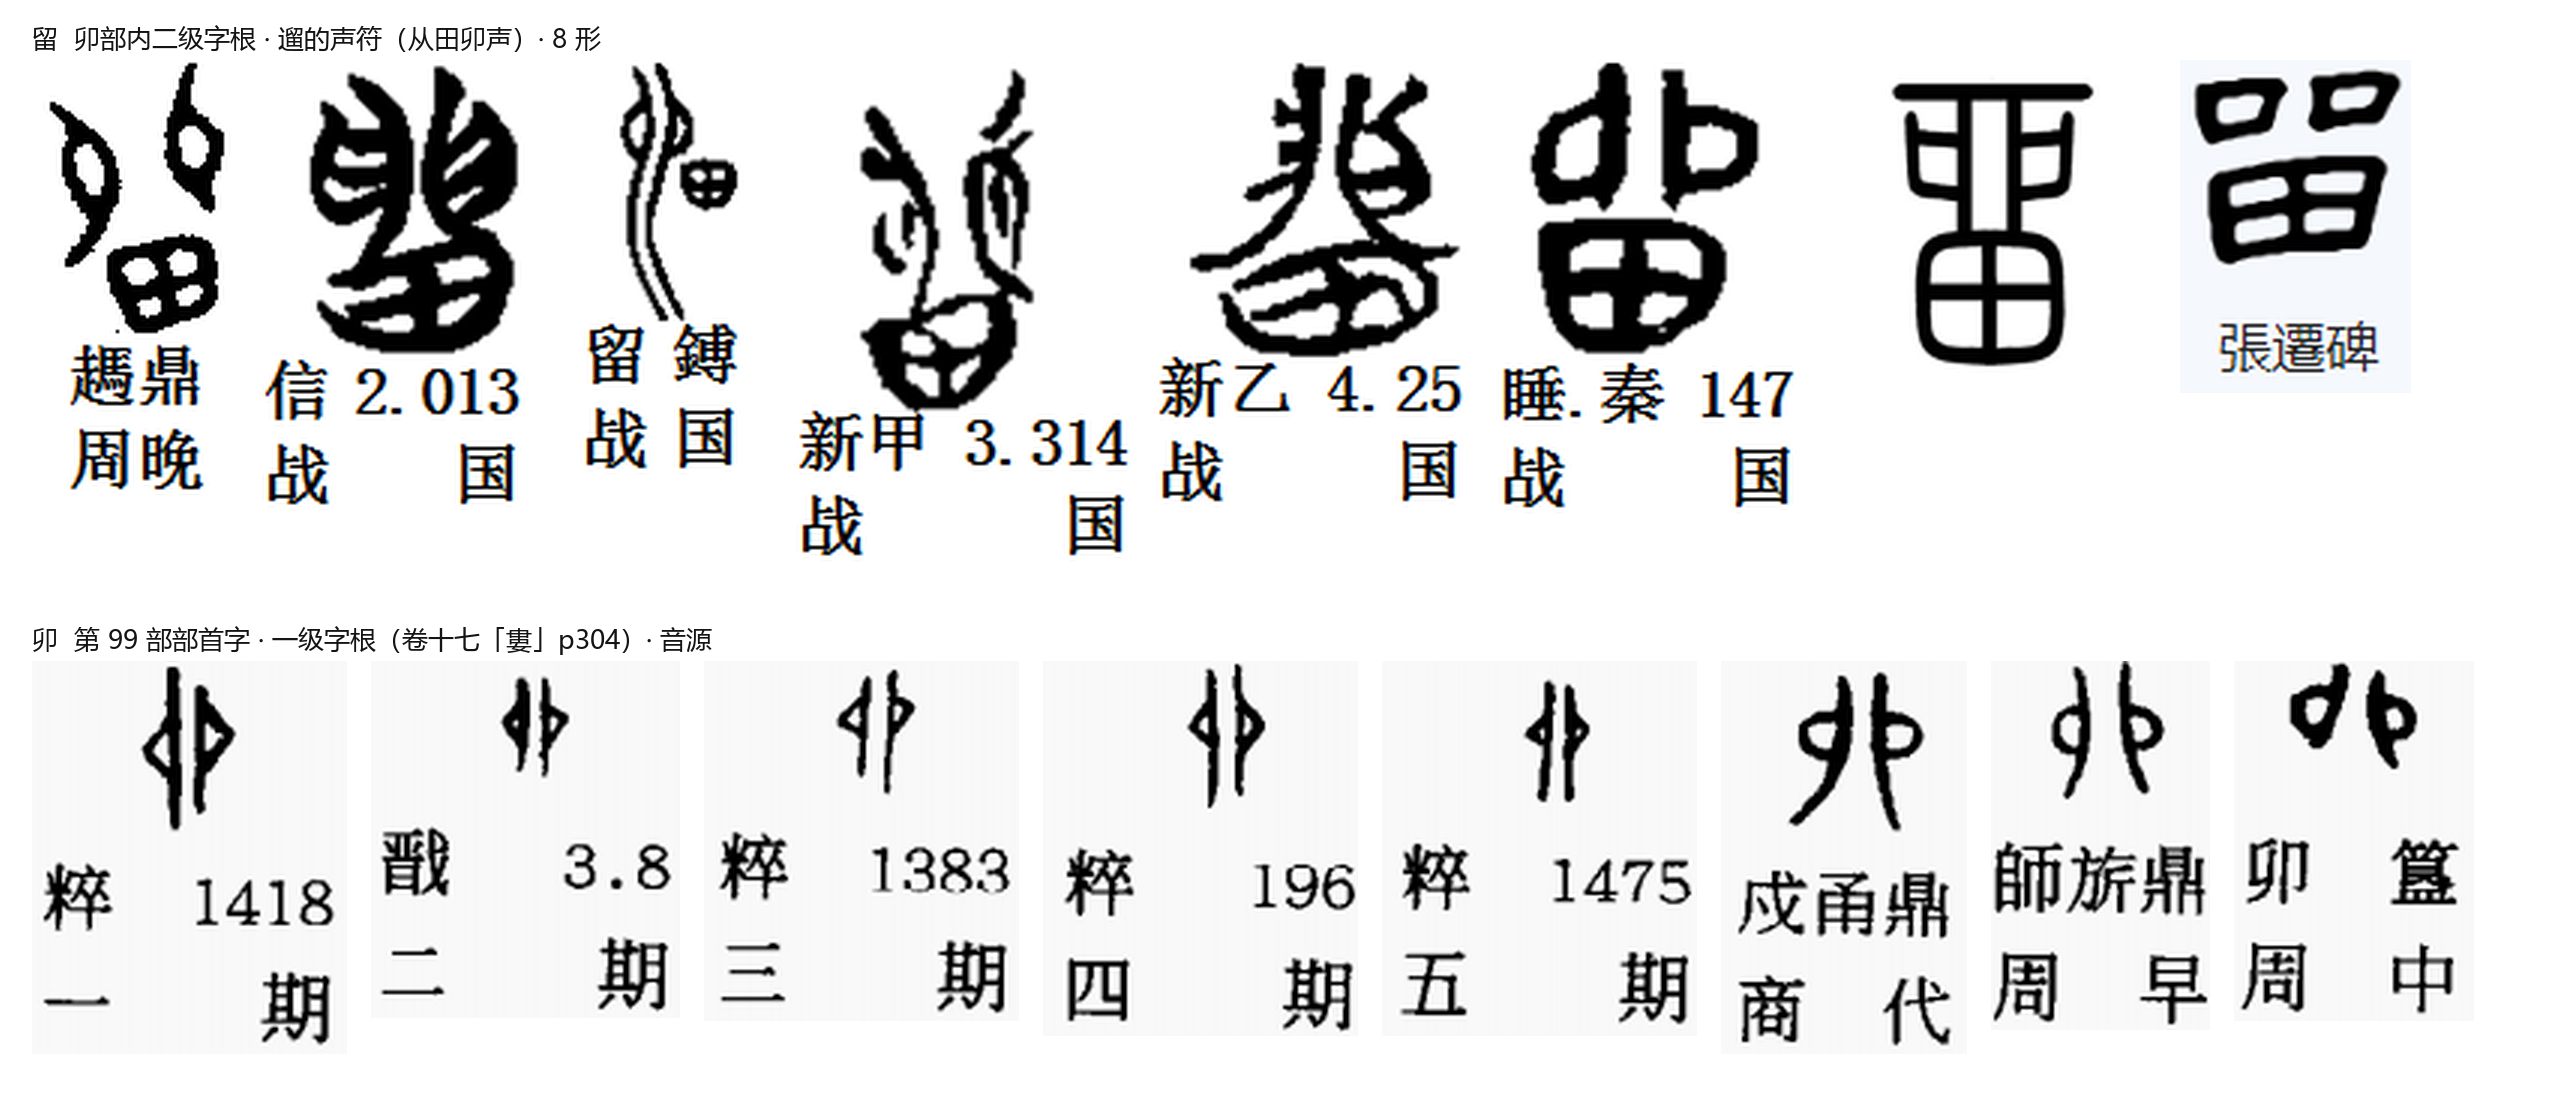 留 卯部内二级字根 · 遛的声符（从田卯声）· 8 形
趞鼎
周晚
信 2.013
战国
留鎛
战国
新甲 3.314
战国
新乙 4.25
战国
睡.秦 147
战国
張遷碑
卯 第 99 部部首字 · 一级字根（卷十七「婁」p304）· 音源
粹 1418
一期
戬 3.8
二期
粹 1383
三期
粹 196
四期
粹 1475
五期
戍甬鼎
商代
師旂鼎
周早
卯簋
周中